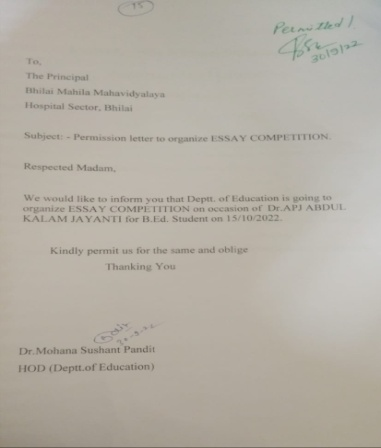 15
Permitted!
30/9/22
To,
The Principal
Bhilai Mahila Mahavidyalaya
Hospital Sector, Bhilai
Subject: - Permission letter to organize ESSAY COMPETITION.
Respected Madam,
We would like to inform you that Deptt. of Education is going to
organize ESSAY COMPETITION on occasion of Dr.APJ ABDUL
KALAM JAYANTI for B.Ed. Student on 15/10/2022.
Kindly permit us for the same and oblige
Thanking You
Dr.Mohana Sushant Pandit
HOD (Deptt.of Education)